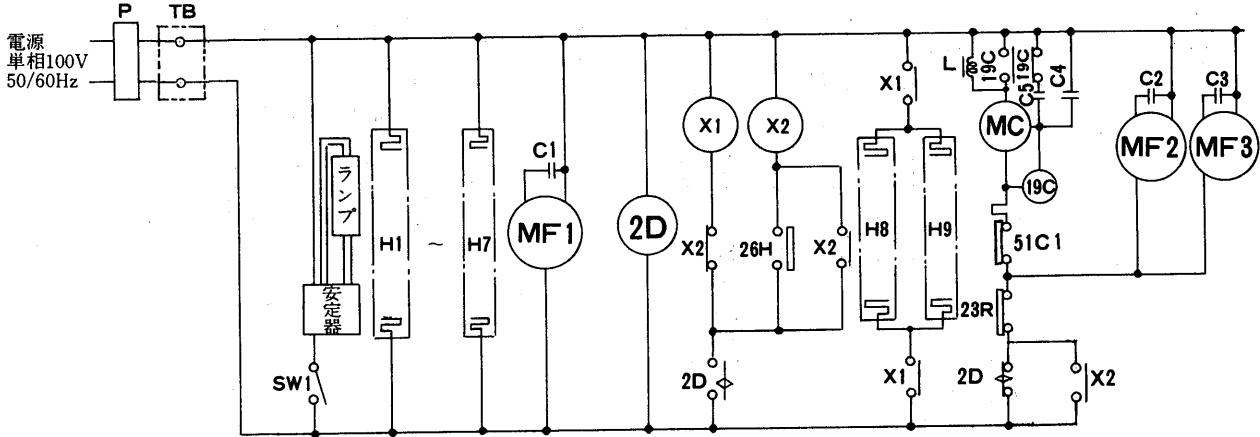 P TB
電源
単相100V
50/60Hz
ランプ
安定器
SW1
H1
~
H7
C1
MF1
2D
X1
X2
X2
26H
X2
2D
X1
H8
H9
X1
L
19C
19C
C5
C4
MC
19C
51C1
23R
2D
X2
C2
MF2
C3
MF3